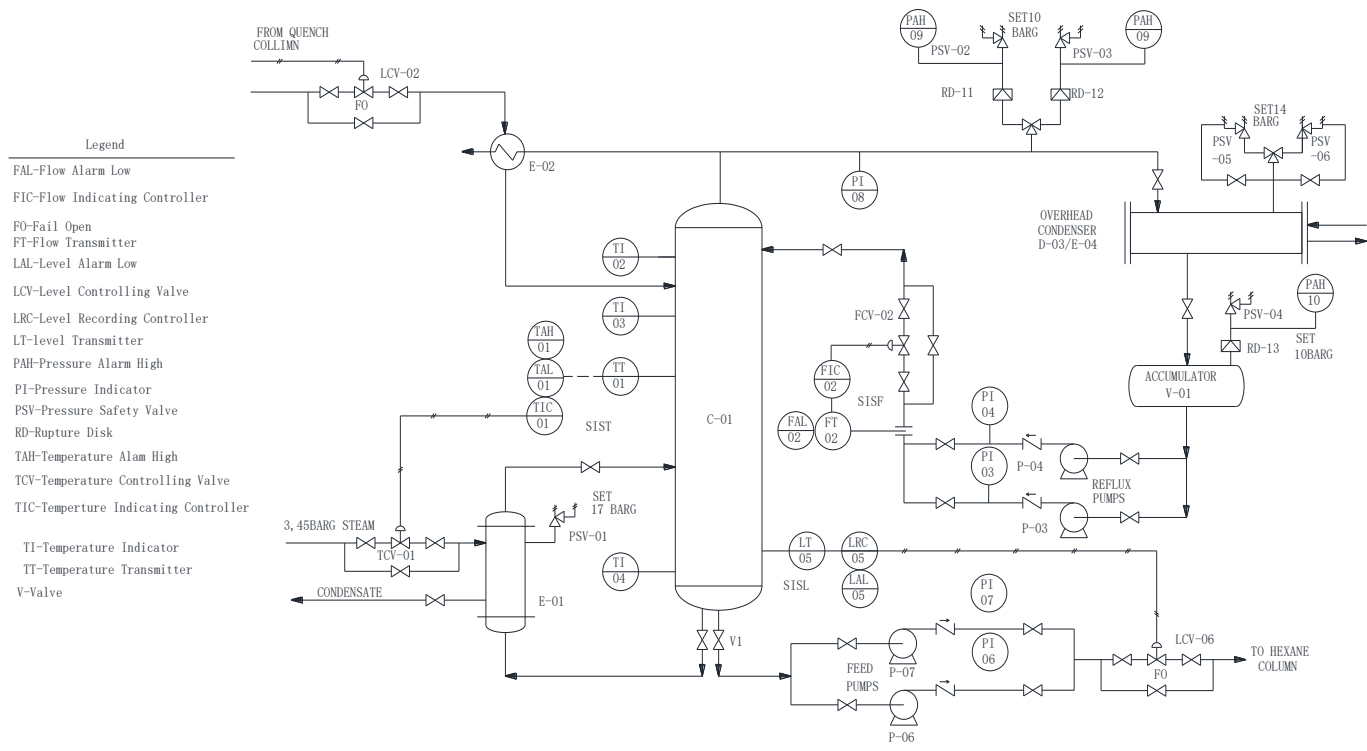 FROM QUENCH
COLLIMN
LCV-02
FO
E-02
PAH
09
PSV-02
SET10
BARG
PSV-03
PAH
09
RD-11
RD-12
SET14
BARG
PSV
-05
PSV
-06
PI
08
OVERHEAD
CONDENSER
D-03/E-04
PAH
10
PSV-04
SET
10BARG
RD-13
ACCUMULATOR
V-01
Legend
FAL-Flow Alarm Low
FIC-Flow Indicating Controller
FO-Fail Open
FT-Flow Transmitter
LAL-Level Alarm Low
LCV-Level Controlling Valve
LRC-Level Recording Controller
LT-level Transmitter
PAH-Pressure Alarm High
PI-Pressure Indicator
PSV-Pressure Safety Valve
RD-Rupture Disk
TAH-Temperature Alam High
TCV-Temperature Controlling Valve
TIC-Temperture Indicating Controller
TI-Temperature Indicator
TT-Temperature Transmitter
V-Valve
TI
02
TI
03
TAH
01
TAL
01
TT
01
TIC
01
SIST
C-01
FCV-02
FIC
02
SISF
FAL
02
FT
02
PI
04
PI
03
P-04
REFLUX
PUMPS
P-03
SET
17 BARG
PSV-01
3,45BARG STEAM
TCV-01
CONDENSATE
E-01
TI
04
LT
05
LRC
05
SISL
LAL
05
V1
PI
07
PI
06
FEED
PUMPS
P-07
P-06
LCV-06
FO
TO HEXANE
COLUMN